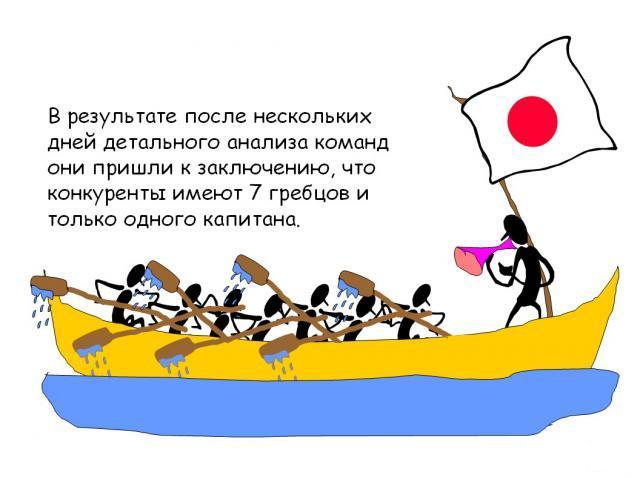 В результате после нескольких
дней детального анализа команд
они пришли к заключению, что
конкуренты имеют 7 гребцов и
только одного капитана.